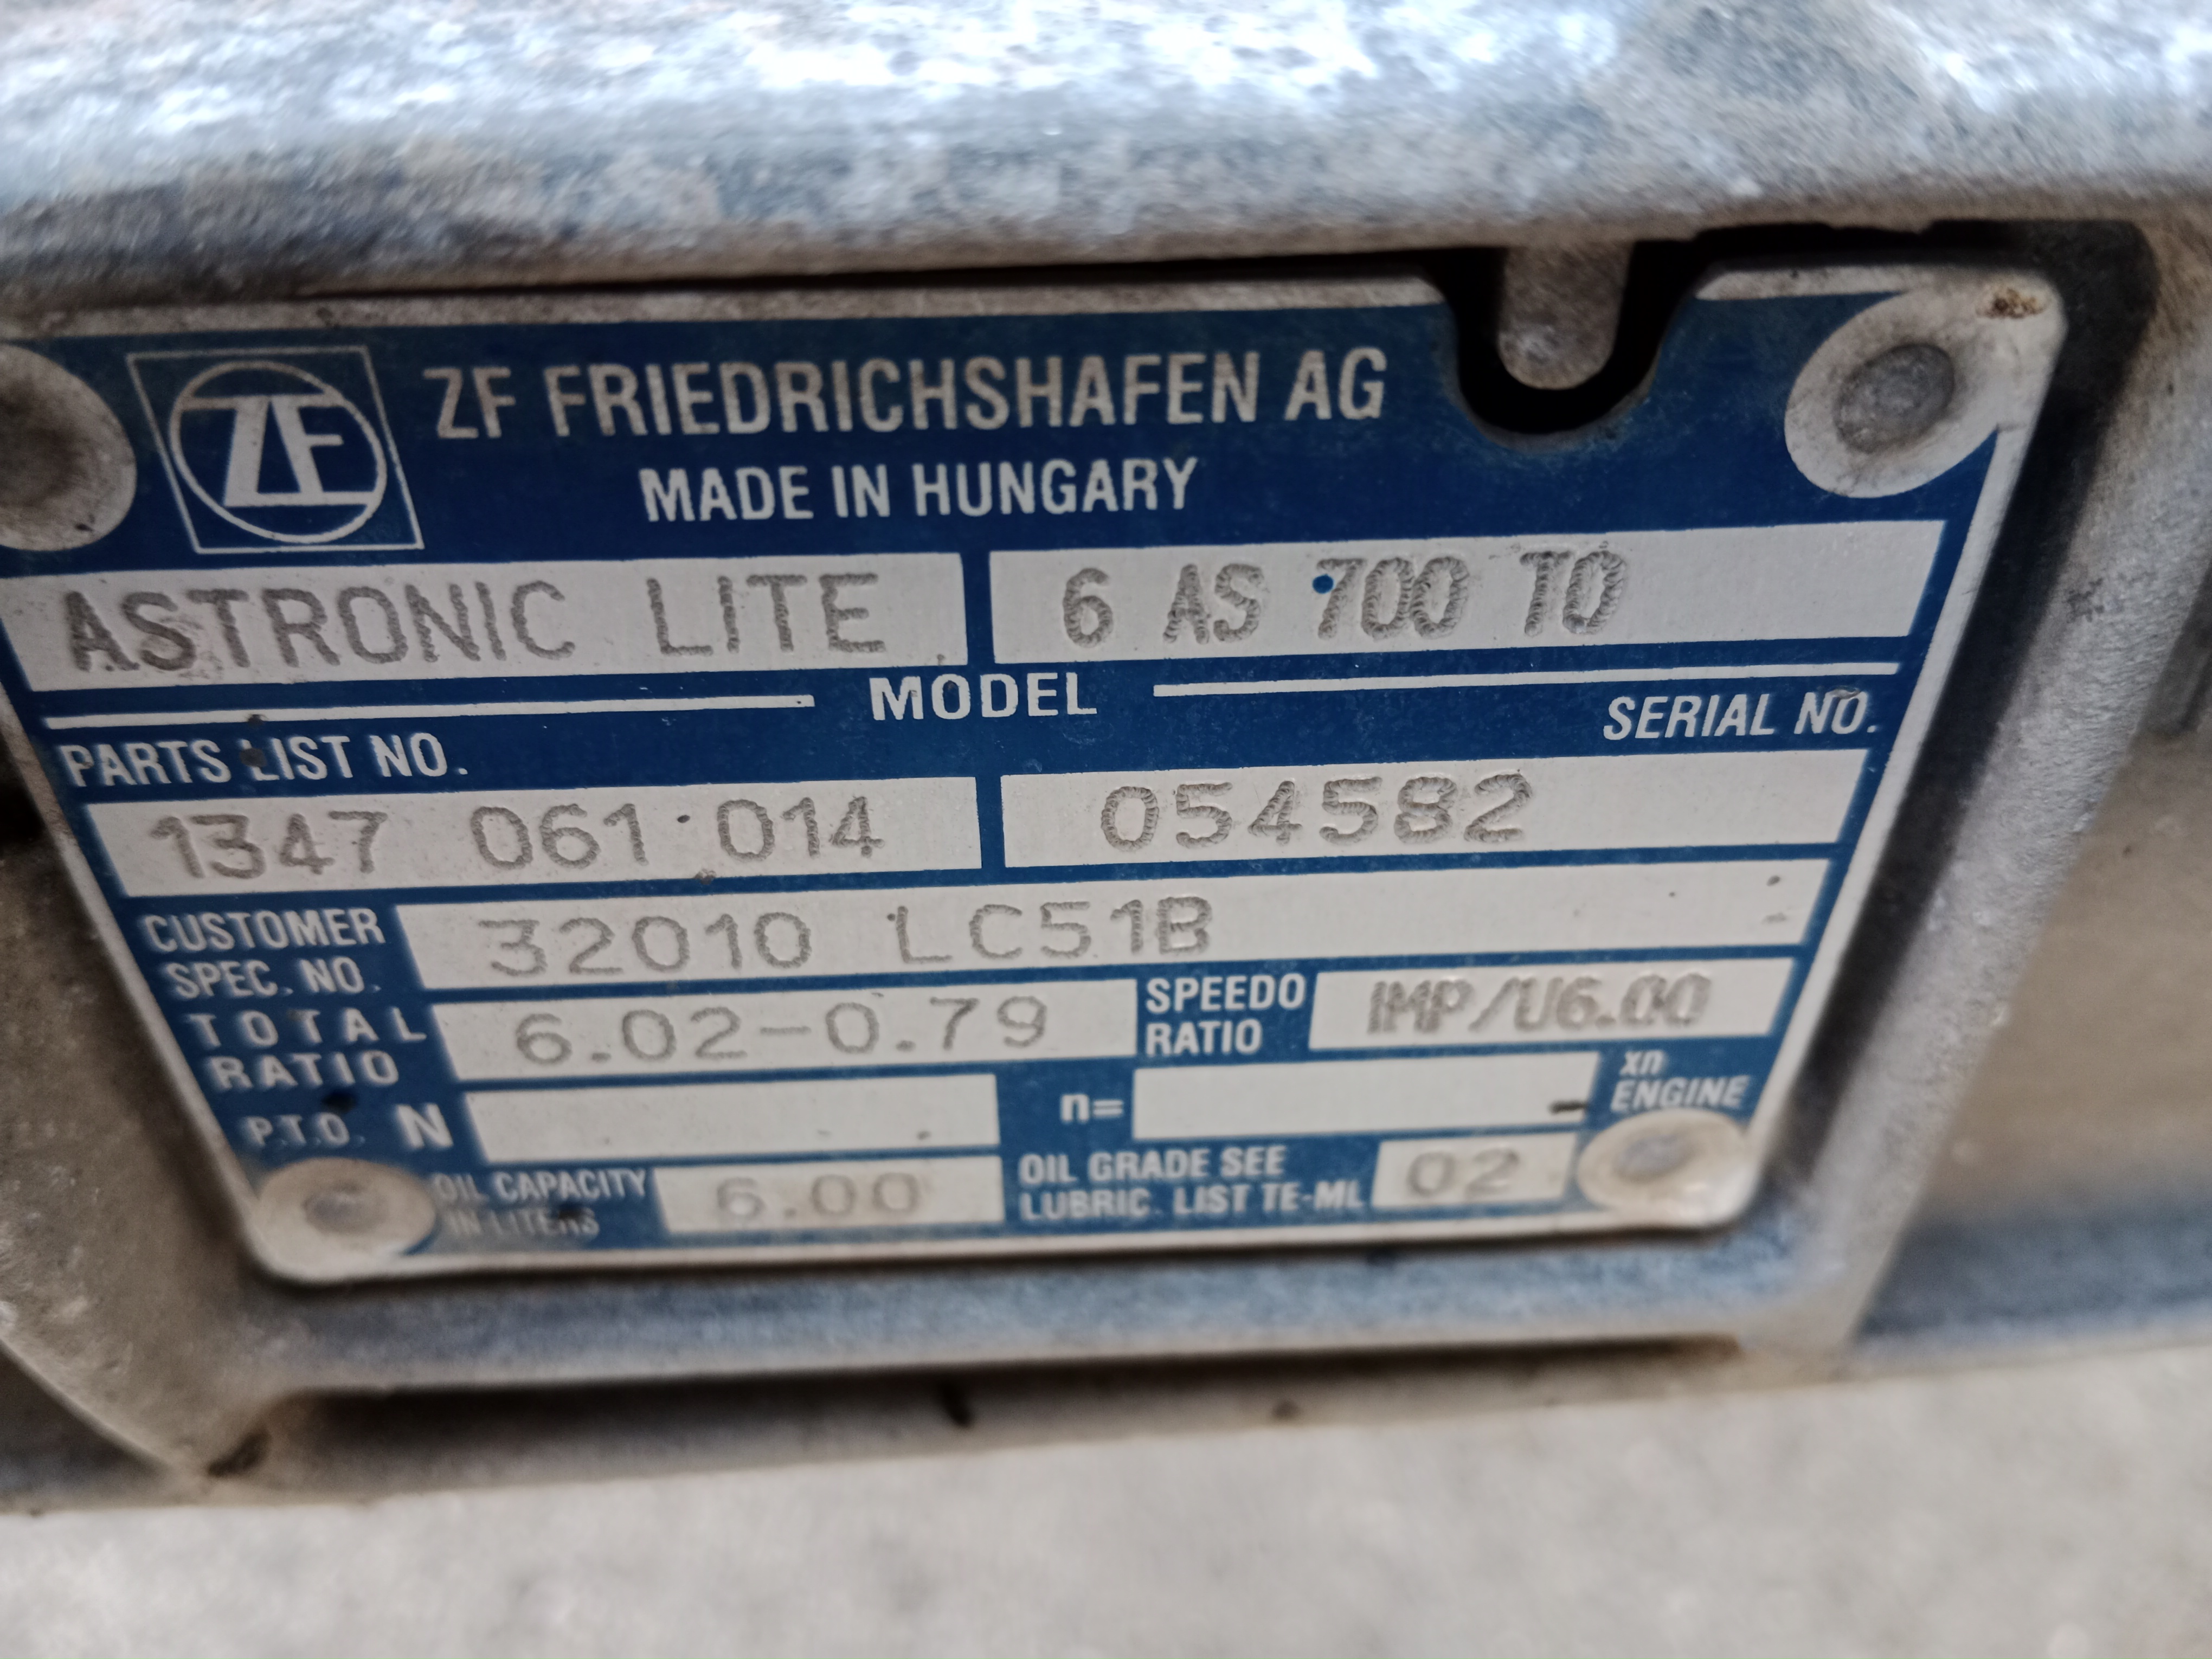 ZF ZF FRIEDRICHSHAFEN AG
MADE IN HUNGARY
ASTRONIC LITE 6 AS 700 TO
MODEL
PARTS LIST NO. SERIAL NO.
1347 061 014 054582
CUSTOMER SPEC. NO. 32010 LC51B
TOTAL RATIO 6.02-0.79 SPEEDO RATIO IMP/U6.00
P.T.O. N n= xn ENGINE
OIL CAPACITY IN LITERS 6.00 OIL GRADE SEE LUBRIC. LIST TE-ML 02